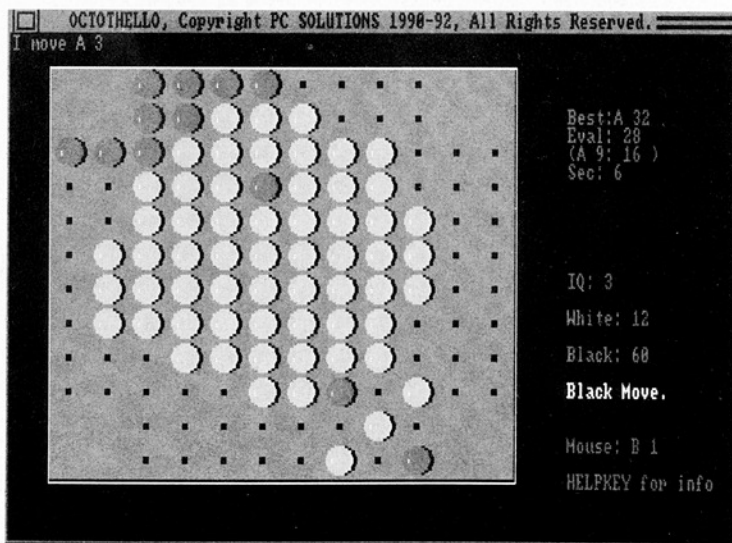 OCTOTHELLO, Copyright PC SOLUTIONS 1990-92, All Rights Reserved.
I move A 3
Best:A 32
Eval: 28
(A 9: 16 )
Sec: 6
IQ: 3
White: 12
Black: 60
Black Move.
Mouse: B 1
HELPKEY for info